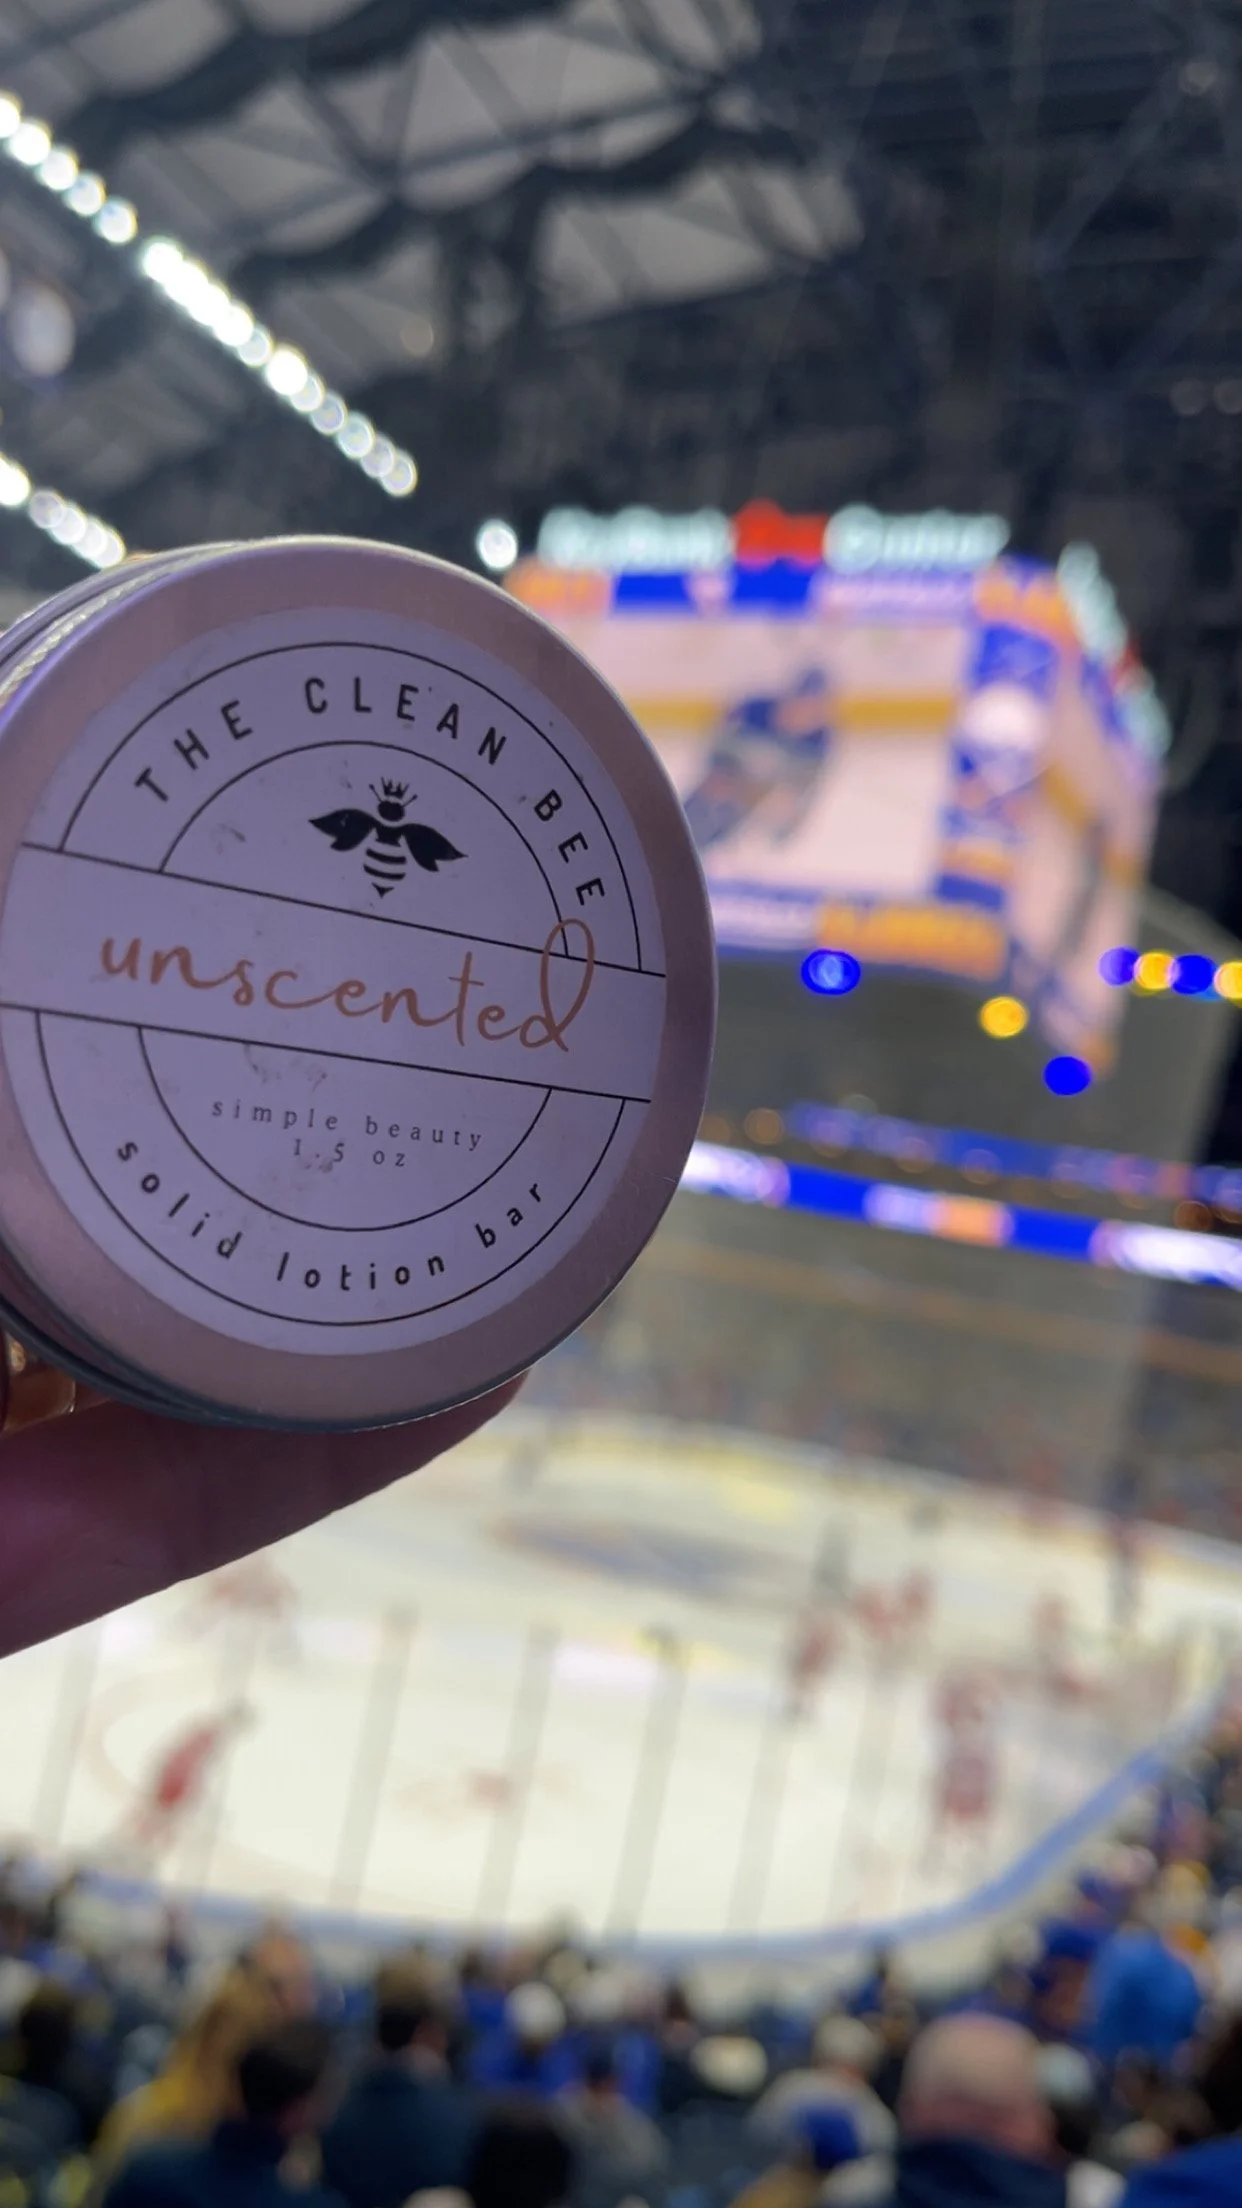 THE CLEAN BEE
unscented
simple beauty
1.5 oz
solid lotion bar